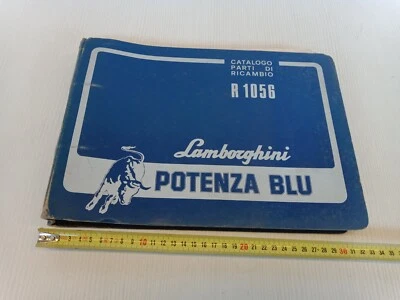 CATALOGO
PARTI DI
RICAMBIO
R 1056
Lamborghini
POTENZA BLU